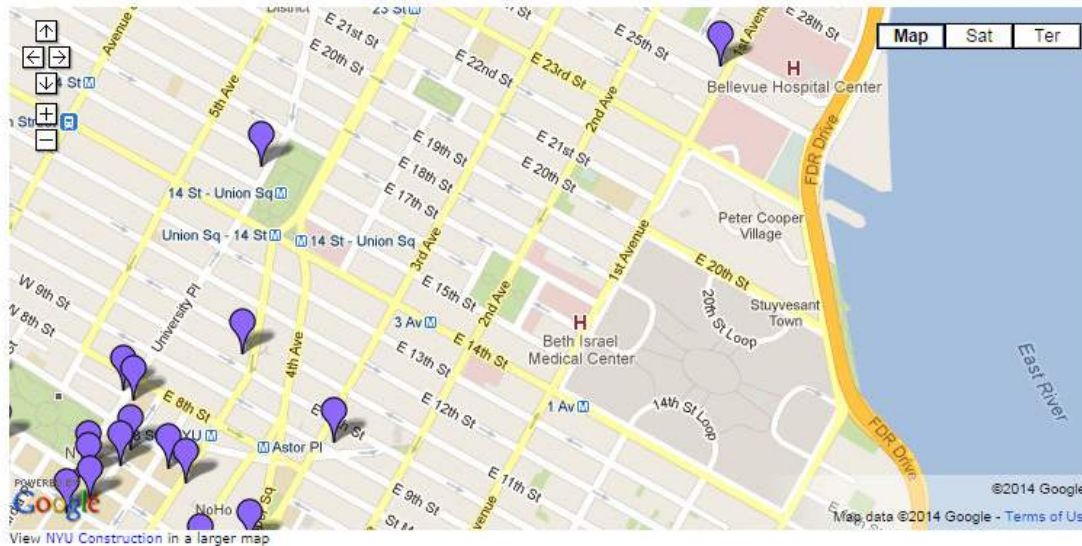 District
23 St M
Avenue
E 21st St
E 20th St
E 25th St
1st Avenue
E 28th St
Map
Sat
Ter
H
Bellevue Hospital Center
5th Ave
E 22nd St
E 23rd St
2nd Ave
FDR Drive
4 St M
E 19th St
E 18th St
E 17th St
E 21st St
E 20th St
14 St - Union Sq M
Union Sq - 14 St M
M 14 St - Union Sq
3rd Ave
Peter Cooper
Village
1st Avenue
E 20th St
W 9th St
W 8th St
University Pl
E 15th St
2nd Ave
20th St Loop
Stuyvesant
Town
3 Av M
4th Ave
E 14th St
H
Beth Israel
Medical Center
E 13th St
East River
E 8th St
E 12th St
1 Av M
14th St Loop
M Astor Pl
FDR Drive
E 11th St
E 9th St
POWERED BY
Google
NoHo
©2014 Google
Map data ©2014 Google - Terms of Us
View NYU Construction in a larger map